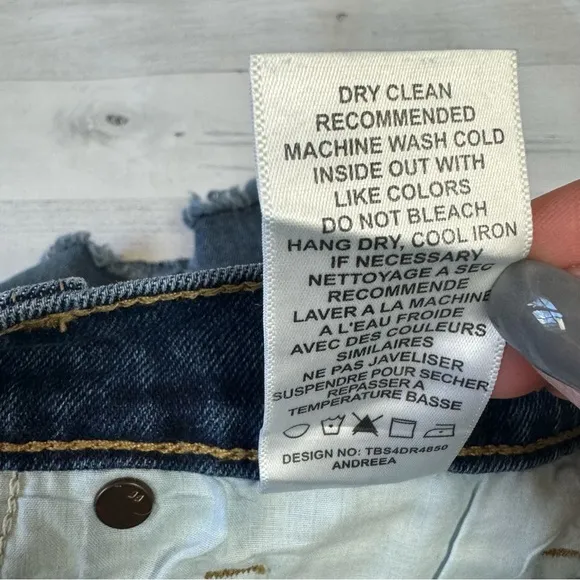 DRY CLEAN
RECOMMENDED
MACHINE WASH COLD
INSIDE OUT WITH
LIKE COLORS
DO NOT BLEACH
HANG DRY, COOL IRON
IF NECESSARY
NETTOYAGE A SEC
RECOMMENDE
LAVER A LA MACHINE
A L'EAU FROIDE
AVEC DES COULEURS
SIMILAIRES
NE PAS JAVELISER
SUSPENDRE POUR SECHER
REPASSER A
TEMPERATURE BASSE
DESIGN NO: TBS4DR4850
ANDREEA